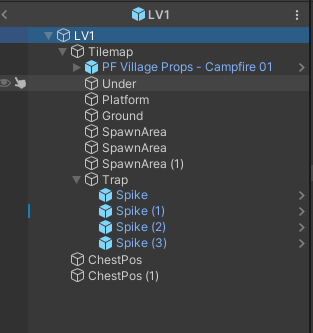 LV1
LV1
Tilemap
PF Village Props - Campfire 01
Under
Platform
Ground
SpawnArea
SpawnArea
SpawnArea (1)
Trap
Spike
Spike (1)
Spike (2)
Spike (3)
ChestPos
ChestPos (1)